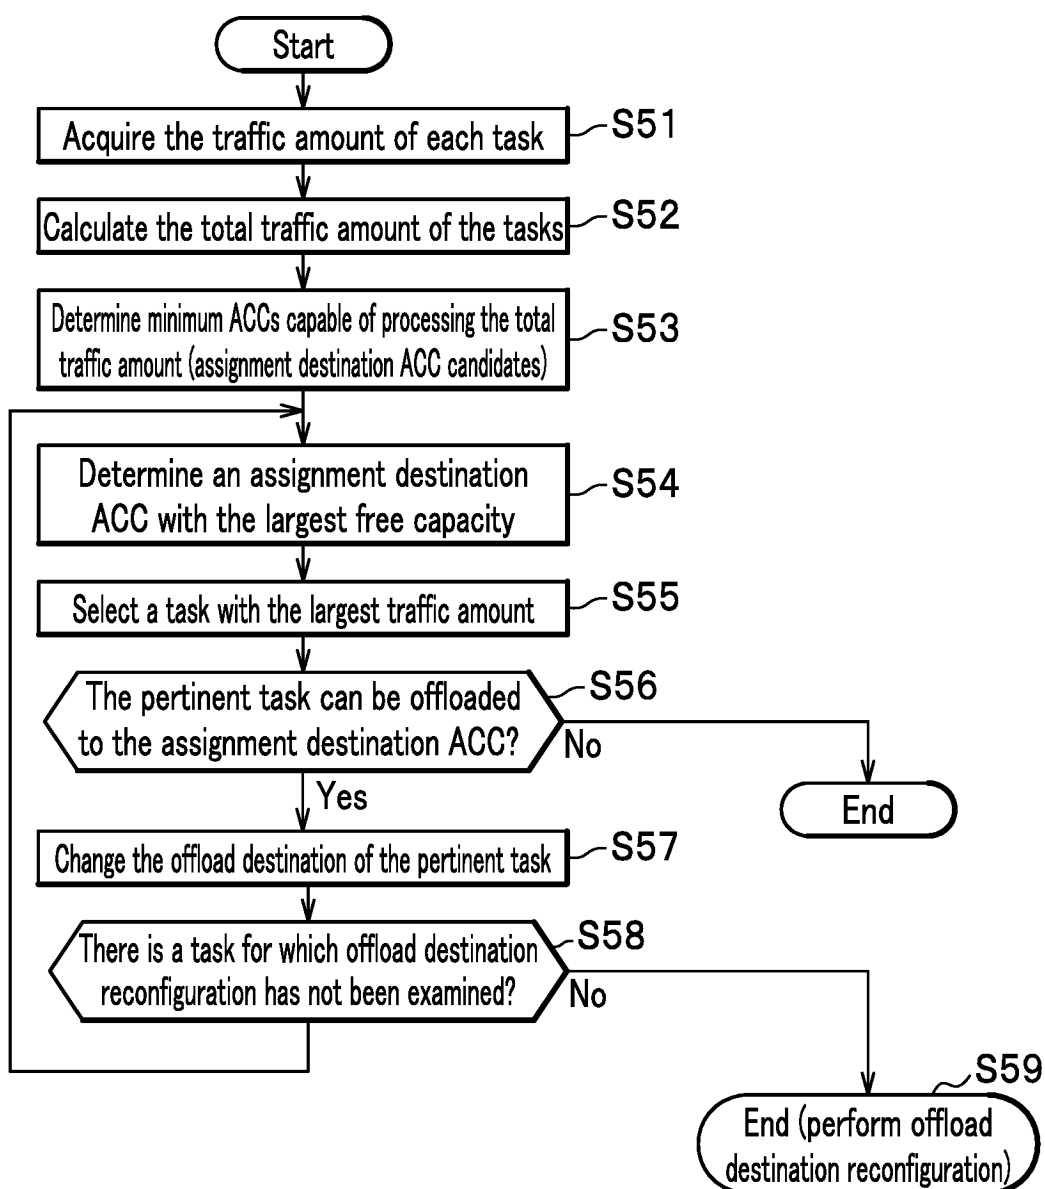 Start
Acquire the traffic amount of each task
S51
Calculate the total traffic amount of the tasks
S52
Determine minimum ACCs capable of processing the total
traffic amount (assignment destination ACC candidates)
S53
Determine an assignment destination
ACC with the largest free capacity
S54
Select a task with the largest traffic amount
S55
The pertinent task can be offloaded
to the assignment destination ACC?
S56
No
End
Yes
Change the offload destination of the pertinent task
S57
There is a task for which offload destination
reconfiguration has not been examined?
S58
No
S59
End (perform offload
destination reconfiguration)